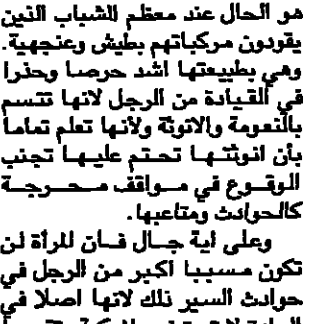 هو الحال عند معظم الشباب الذين
يقودون مركباتهم بطيش وعنجهية.
وهي بطبيعتها اشد حرصا وحذرا
في القيادة من الرجل لانها تتسم
بالنعومة والانوثة ولأنها تعلم تماما
بأن انوثتها تحتم عليها تجنب
الوقوع في مواقف محرجة
كالحوادث ومتاعبها.
وعلى اية حال فان المرأة لن
تكون مسببا اكبر من الرجل في
حوادث السير ذلك لانها اصلا في